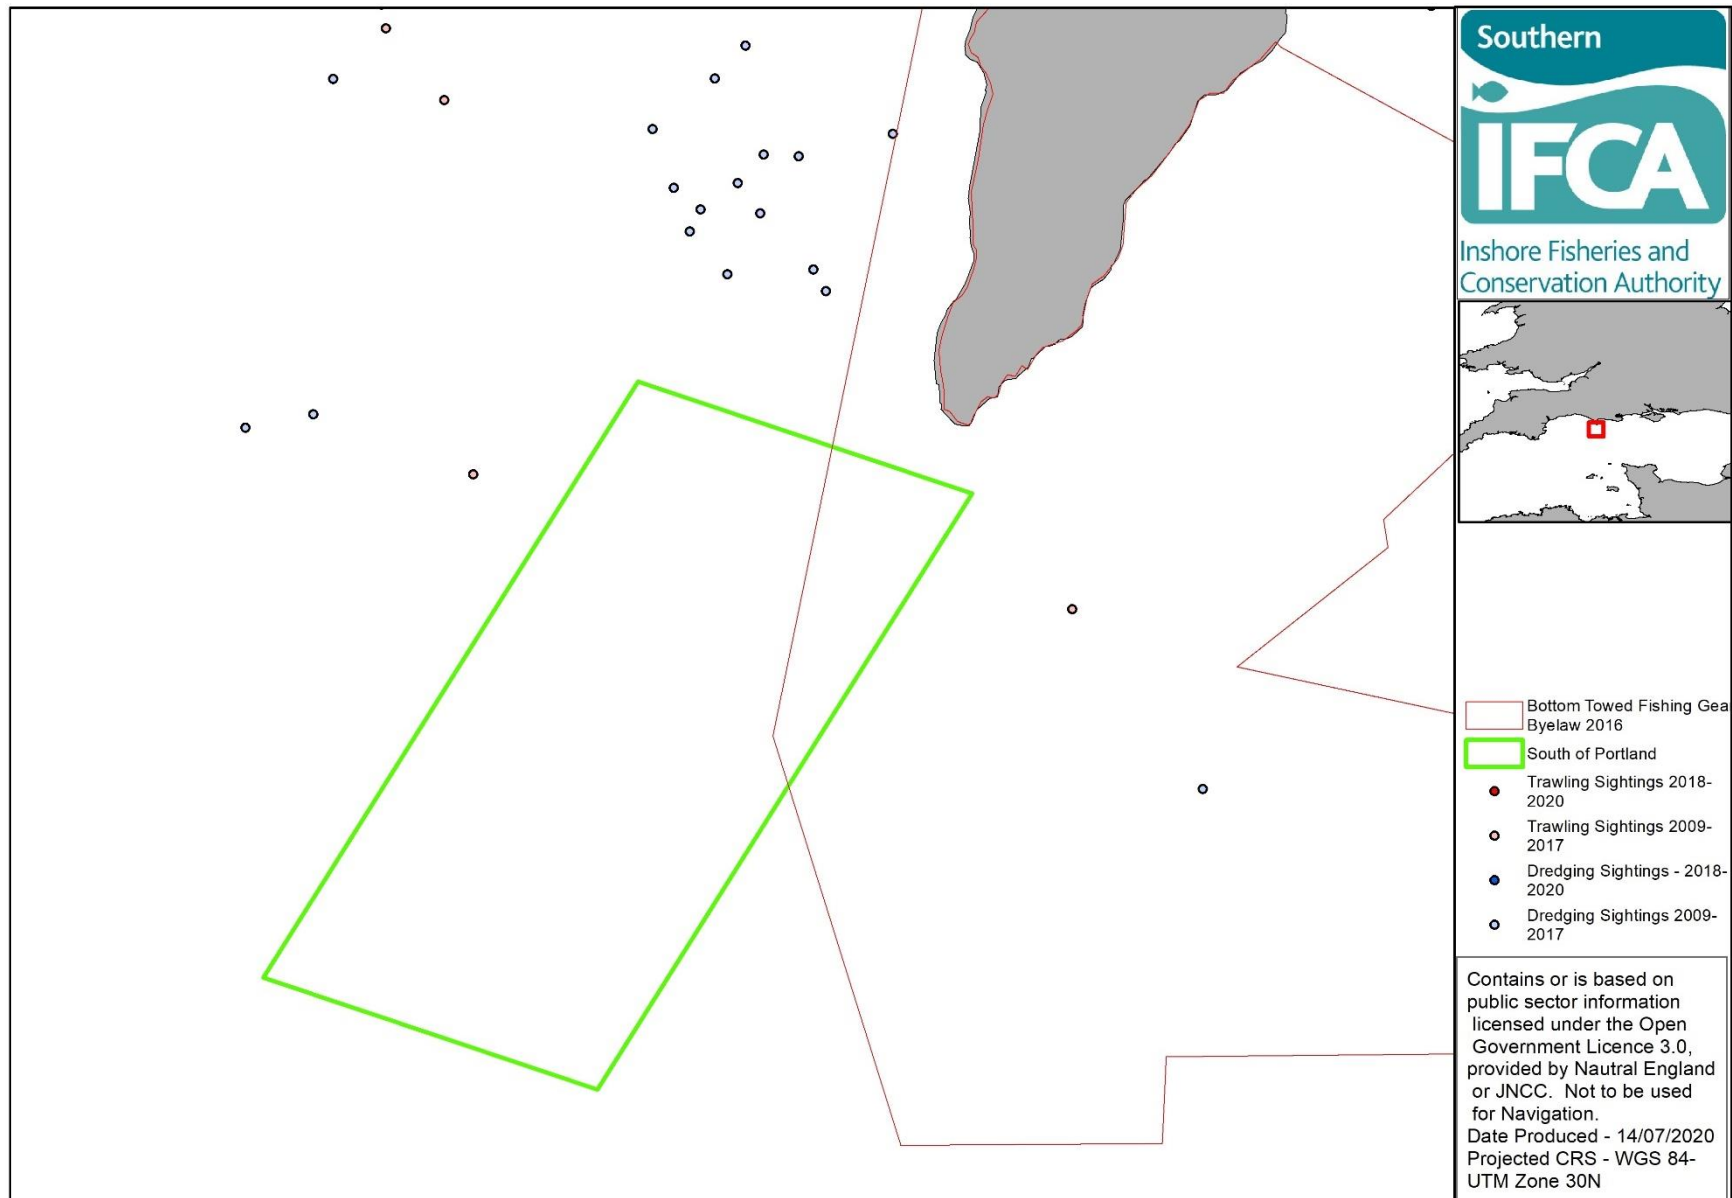 Southern
IFCA
Inshore Fisheries and
Conservation Authority
Bottom Towed Fishing Gea
Byelaw 2016
South of Portland
Trawling Sightings 2018-
2020
Trawling Sightings 2009-
2017
Dredging Sightings - 2018-
2020
Dredging Sightings 2009-
2017
Contains or is based on
public sector information
licensed under the Open
Government Licence 3.0,
provided by Nautral England
or JNCC. Not to be used
for Navigation.
Date Produced - 14/07/2020
Projected CRS - WGS 84-
UTM Zone 30N